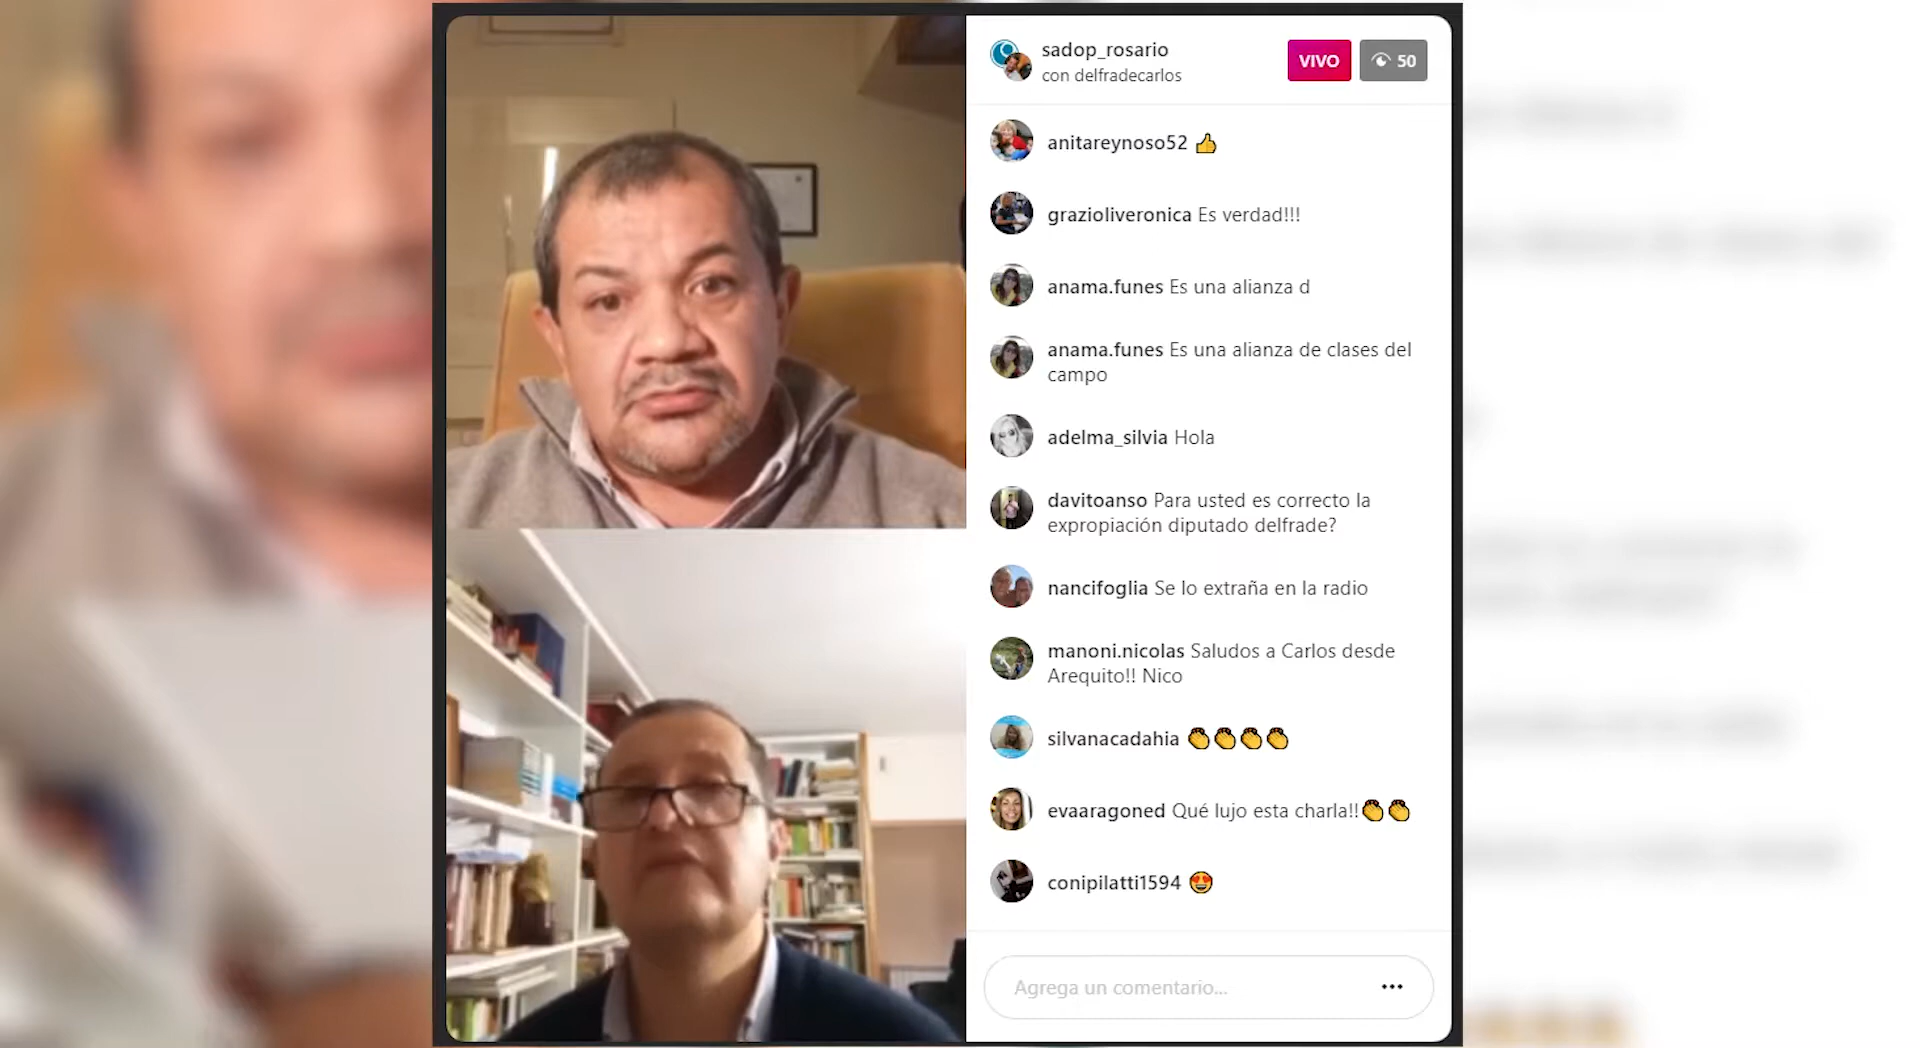 sadop_rosario
con delfradecarlos
VIVO
50
anitareynoso52 👍
grazioliveronica Es verdad!!!
anama.funes Es una alianza d
anama.funes Es una alianza de clases del
campo
adelma_silvia Hola
davitoanso Para usted es correcto la
expropiación diputado delfrade?
nancifoglia Se lo extraña en la radio
manoni.nicolas Saludos a Carlos desde
Arequito!! Nico
silvanacadahia 👏👏👏👏
evaaragoned Qué lujo esta charla!!👏👏
conipilatti1594 😍
Agrega un comentario...